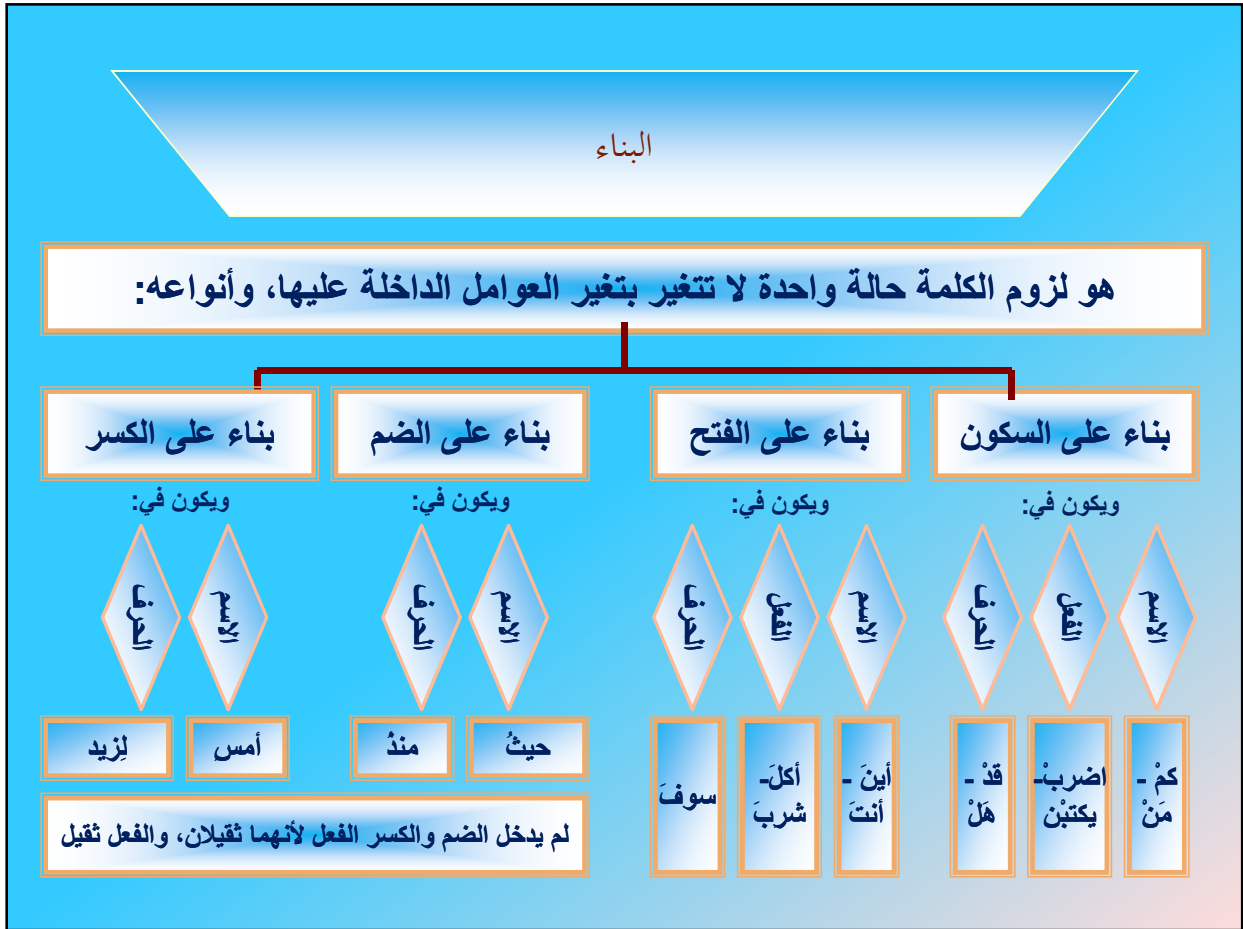 البناء
هو لزوم الكلمة حالة واحدة لا تتغير بتغير العوامل الداخلة عليها، وأنواعه:
بناء على السكون
بناء على الفتح
بناء على الضم
بناء على الكسر
ويكون في:
ويكون في:
ويكون في:
ويكون في:
الاسم
الفعل
الحرف
الاسم
الفعل
الحرف
الاسم
الحرف
الاسم
الحرف
كمْ -
مَنْ
اضربْ-
يكتبْن
قدْ -
هَلْ
أينَ -
أنتَ
أكلَ-
شربَ
سوفَ
حيثُ
منذُ
أمسِ
لِزيد
لم يدخل الضم والكسر الفعل لأنهما ثقيلان، والفعل ثقيل